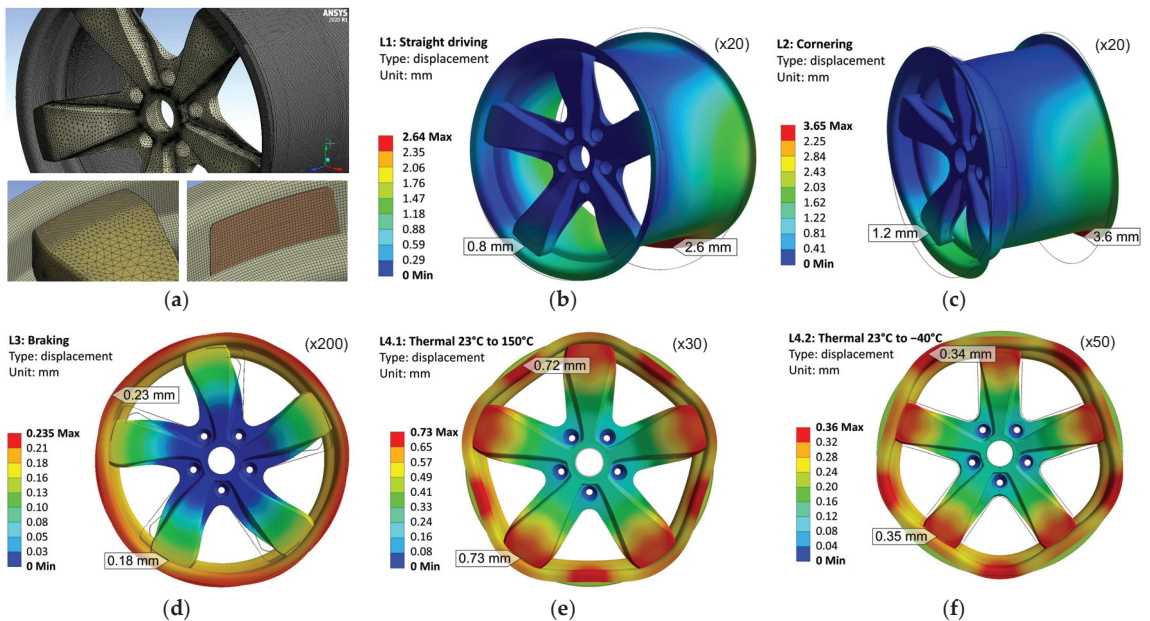 ANSYS
2020 R1
(a)
L1: Straight driving
(x20)
Type: displacement
Unit: mm
2.64 Max
2.35
2.06
1.76
1.47
1.18
0.88
0.59
0.29
0 Min
0.8 mm
2.6 mm
(b)
L2: Cornering
(x20)
Type: displacement
Unit: mm
3.65 Max
2.25
2.84
2.43
2.03
1.62
1.22
0.81
0.41
0 Min
1.2 mm
3.6 mm
(c)
L3: Braking
(x200)
Type: displacement
Unit: mm
0.23 mm
0.235 Max
0.21
0.18
0.16
0.13
0.10
0.08
0.05
0.03
0 Min
0.18 mm
(d)
L4.1: Thermal 23°C to 150°C
(x30)
Type: displacement
Unit: mm
0.72 mm
0.73 Max
0.65
0.57
0.49
0.41
0.33
0.24
0.16
0.08
0 Min
0.73 mm
(e)
L4.2: Thermal 23°C to −40°C
(x50)
Type: displacement
Unit: mm
0.34 mm
0.36 Max
0.32
0.28
0.24
0.20
0.16
0.12
0.08
0.04
0 Min
0.35 mm
(f)